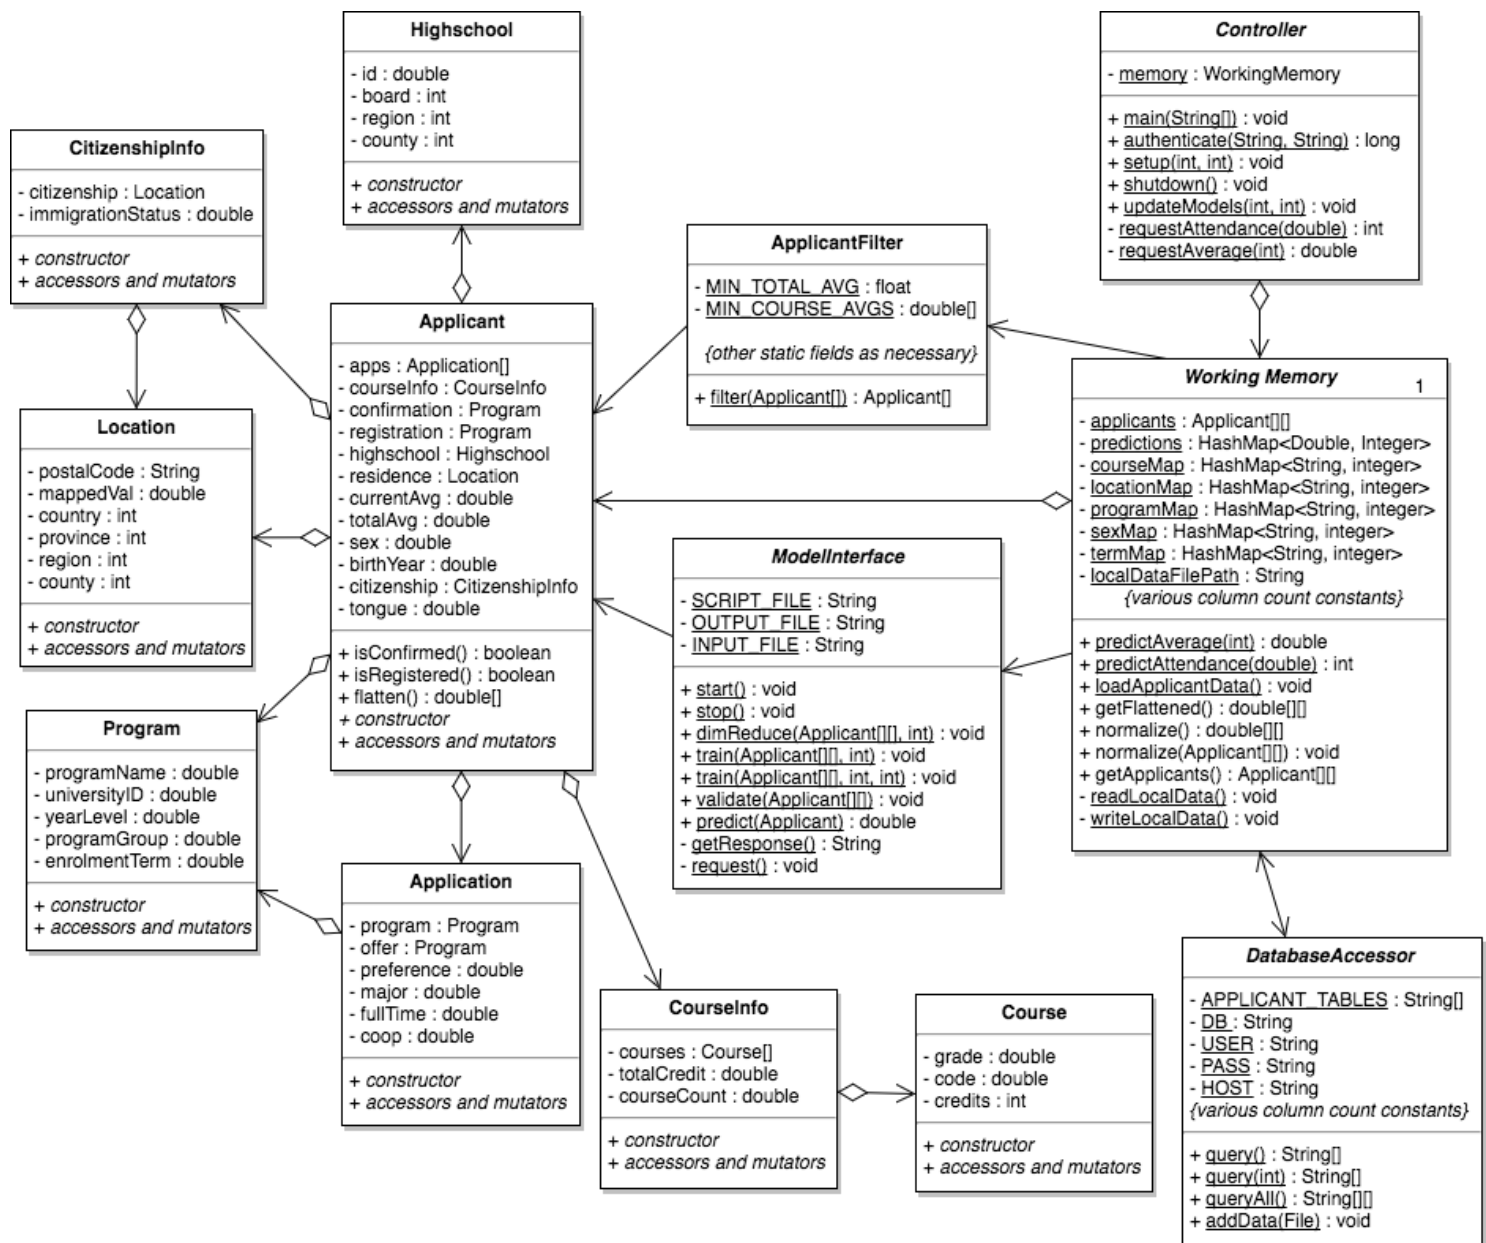 Highschool
- id : double
- board : int
- region : int
- county : int
+ constructor
+ accessors and mutators
Controller
- memory : WorkingMemory
+ main(String[]) : void
+ authenticate(String, String) : long
+ setup(int, int) : void
+ shutdown() : void
+ updateModels(int, int) : void
- requestAttendance(double) : int
- requestAverage(int) : double
CitizenshipInfo
- citizenship : Location
- immigrationStatus : double
+ constructor
+ accessors and mutators
ApplicantFilter
- MIN_TOTAL_AVG : float
- MIN_COURSE_AVGS : double[]
{other static fields as necessary}
+ filter(Applicant[]) : Applicant[]
Applicant
- apps : Application[]
- courseInfo : CourseInfo
- confirmation : Program
- registration : Program
- highschool : Highschool
- residence : Location
- currentAvg : double
- totalAvg : double
- sex : double
- birthYear : double
- citizenship : CitizenshipInfo
- tongue : double
+ isConfirmed() : boolean
+ isRegistered() : boolean
+ flatten() : double[]
+ constructor
+ accessors and mutators
Working Memory
1
- applicants : Applicant[][]
- predictions : HashMap<Double, Integer>
- courseMap : HashMap<String, integer>
- locationMap : HashMap<String, integer>
- programMap : HashMap<String, integer>
- sexMap : HashMap<String, integer>
- termMap : HashMap<String, integer>
- localDataFilePath : String
{various column count constants}
+ predictAverage(int) : double
+ predictAttendance(double) : int
+ loadApplicantData() : void
+ getFlattened() : double[][]
+ normalize() : double[][]
+ normalize(Applicant[][]) : void
+ getApplicants() : Applicant[][]
- readLocalData() : void
- writeLocalData() : void
Location
- postalCode : String
- mappedVal : double
- country : int
- province : int
- region : int
- county : int
+ constructor
+ accessors and mutators
ModelInterface
- SCRIPT_FILE : String
- OUTPUT_FILE : String
- INPUT_FILE : String
+ start() : void
+ stop() : void
+ dimReduce(Applicant[][], int) : void
+ train(Applicant[][], int) : void
+ train(Applicant[][], int, int) : void
+ validate(Applicant[][]) : void
+ predict(Applicant) : double
- getResponse() : String
- request() : void
Program
- programName : double
- universityID : double
- yearLevel : double
- programGroup : double
- enrolmentTerm : double
+ constructor
+ accessors and mutators
Application
- program : Program
- offer : Program
- preference : double
- major : double
- fullTime : double
- coop : double
+ constructor
+ accessors and mutators
CourseInfo
- courses : Course[]
- totalCredit : double
- courseCount : double
+ constructor
+ accessors and mutators
Course
- grade : double
- code : double
- credits : int
+ constructor
+ accessors and mutators
DatabaseAccessor
- APPLICANT_TABLES : String[]
- DB : String
- USER : String
- PASS : String
- HOST : String
{various column count constants}
+ query() : String[]
+ query(int) : String[]
+ queryAll() : String[][]
+ addData(File) : void